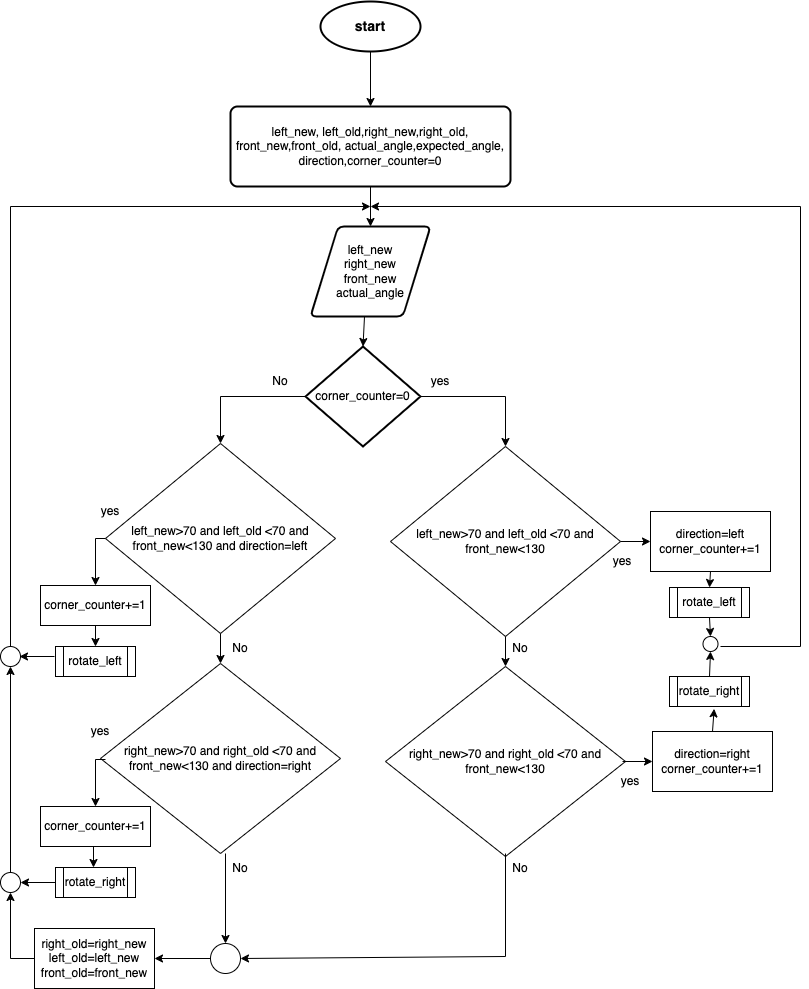 start
left_new, left_old,right_new,right_old,
front_new,front_old, actual_angle,expected_angle,
direction,corner_counter=0
left_new
right_new
front_new
actual_angle
No
yes
corner_counter=0
yes
left_new>70 and left_old <70 and
front_new<130 and direction=left
left_new>70 and left_old <70 and
front_new<130
yes
direction=left
corner_counter+=1
corner_counter+=1
rotate_left
rotate_left
No
No
rotate_right
yes
right_new>70 and right_old <70 and
front_new<130 and direction=right
right_new>70 and right_old <70 and
front_new<130
yes
direction=right
corner_counter+=1
corner_counter+=1
rotate_right
No
No
right_old=right_new
left_old=left_new
front_old=front_new